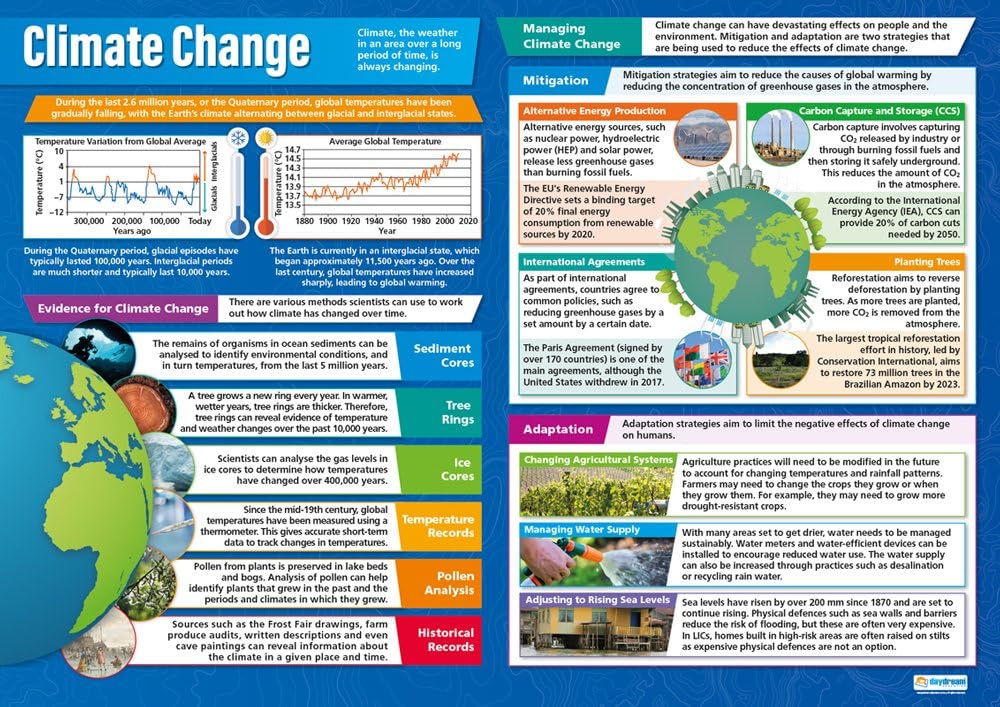 Climate Change
Climate, the weather
in an area over a long
period of time, is
always changing.
During the last 2.6 million years, or the Quaternary period, global temperatures have been
gradually falling, with the Earth's climate alternating between glacial and interglacial states.
Temperature Variation from Global Average
Temperature (°C)
10
4
-1
-7
-12
300,000 200,000 100,000 Today
Years ago
Glacials Interglacials
Average Global Temperature
Temperature (°C)
14.7
14.5
14.3
14.1
13.9
13.7
13.5
1880 1900 1920 1940 1960 1980 2000 2020
Year
During the Quaternary period, glacial episodes have
typically lasted 100,000 years. Interglacial periods
are much shorter and typically last 10,000 years.
The Earth is currently in an interglacial state, which
began approximately 11,500 years ago. Over the
last century, global temperatures have increased
sharply, leading to global warming.
Evidence for Climate Change
There are various methods scientists can use to work
out how climate has changed over time.
The remains of organisms in ocean sediments can be
analysed to identify environmental conditions, and
in turn temperatures, from the last 5 million years.
Sediment
Cores
A tree grows a new ring every year. In warmer,
wetter years, tree rings are thicker. Therefore,
tree rings can reveal evidence of temperature
and weather changes over the past 10,000 years.
Tree
Rings
Scientists can analyse the gas levels in
ice cores to determine how temperatures
have changed over 400,000 years.
Ice
Cores
Since the mid-19th century, global
temperatures have been measured using a
thermometer. This gives accurate short-term
data to track changes in temperatures.
Temperature
Records
Pollen from plants is preserved in lake beds
and bogs. Analysis of pollen can help
identify plants that grew in the past and the
periods and climates in which they grew.
Pollen
Analysis
Sources such as the Frost Fair drawings, farm
produce audits, written descriptions and even
cave paintings can reveal information about
the climate in a given place and time.
Historical
Records
Managing
Climate Change
Climate change can have devastating effects on people and the
environment. Mitigation and adaptation are two strategies that
are being used to reduce the effects of climate change.
Mitigation
Mitigation strategies aim to reduce the causes of global warming by
reducing the concentration of greenhouse gases in the atmosphere.
Alternative Energy Production
Alternative energy sources, such
as nuclear power, hydroelectric
power (HEP) and solar power,
release less greenhouse gases
than burning fossil fuels.
The EU's Renewable Energy
Directive sets a binding target
of 20% final energy
consumption from renewable
sources by 2020.
Carbon Capture and Storage (CCS)
Carbon capture involves capturing
CO₂ released by industry or
through burning fossil fuels and
then storing it safely underground.
This reduces the amount of CO₂
in the atmosphere.
According to the International
Energy Agency (IEA), CCS can
provide 20% of carbon cuts
needed by 2050.
International Agreements
As part of international
agreements, countries agree to
common policies, such as
reducing greenhouse gases by a
set amount by a certain date.
The Paris Agreement (signed by
over 170 countries) is one of the
main agreements, although the
United States withdrew in 2017.
Planting Trees
Reforestation aims to reverse
deforestation by planting
trees. As more trees are planted,
more CO₂ is removed from the
atmosphere.
The largest tropical reforestation
effort in history, led by
Conservation International, aims
to restore 73 million trees in the
Brazilian Amazon by 2023.
Adaptation
Adaptation strategies aim to limit the negative effects of climate change
on humans.
Changing Agricultural Systems
Agriculture practices will need to be modified in the future
to account for changing temperatures and rainfall patterns.
Farmers may need to change the crops they grow or when
they grow them. For example, they may need to grow more
drought-resistant crops.
Managing Water Supply
With many areas set to get drier, water needs to be managed
sustainably. Water meters and water-efficient devices can be
installed to encourage reduced water use. The water supply
can also be increased through practices such as desalination
or recycling rain water.
Adjusting to Rising Sea Levels
Sea levels have risen by over 200 mm since 1870 and are set to
continue rising. Physical defences such as sea walls and barriers
reduce the risk of flooding, but these are often very expensive.
In LICs, homes built in high-risk areas are often raised on stilts
as expensive physical defences are not an option.
daydream